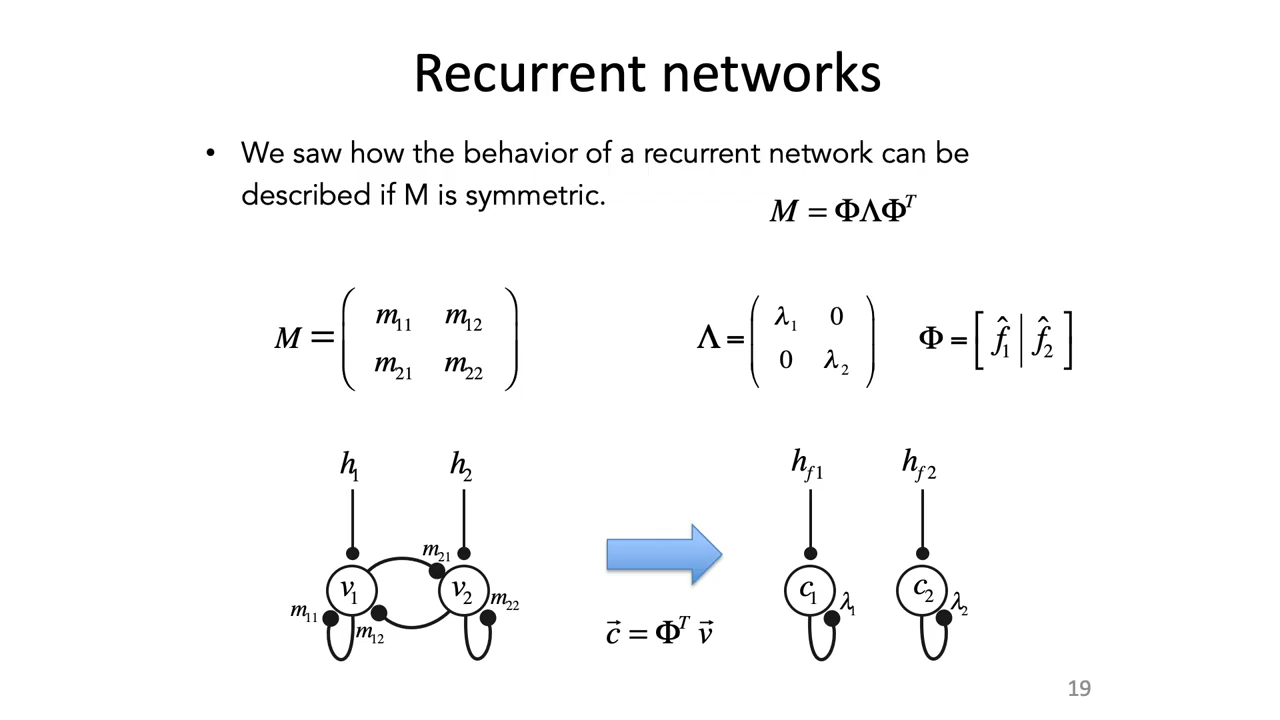 Recurrent networks
• We saw how the behavior of a recurrent network can be
described if M is symmetric.
M = ΦΛΦᵀ
M = ( m₁₁ m₁₂
m₂₁ m₂₂ )
Λ = ( λ₁ 0
0 λ₂ )
Φ = [ f̂₁ | f̂₂ ]
h₁ h₂
m₂₁
v₁ v₂
m₁₁ m₁₂ m₂₂
c⃗ = Φᵀ v⃗
h_f1 h_f2
c₁ λ₁ c₂ λ₂
19